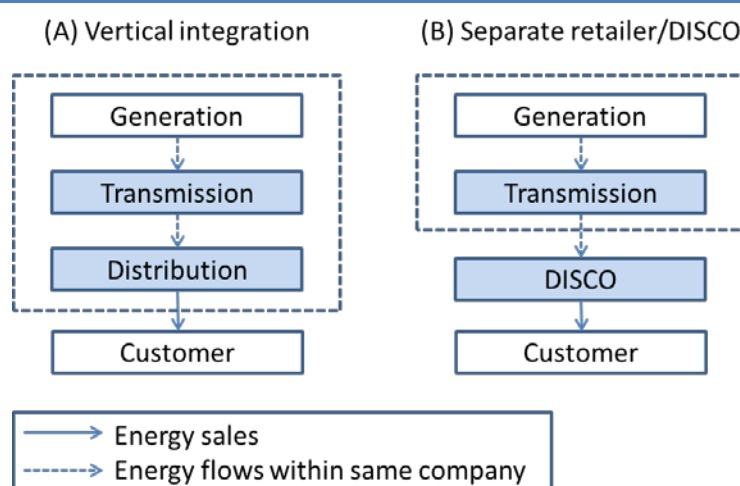 (A) Vertical integration
Generation
Transmission
Distribution
Customer
(B) Separate retailer/DISCO
Generation
Transmission
DISCO
Customer
Energy sales
Energy flows within same company